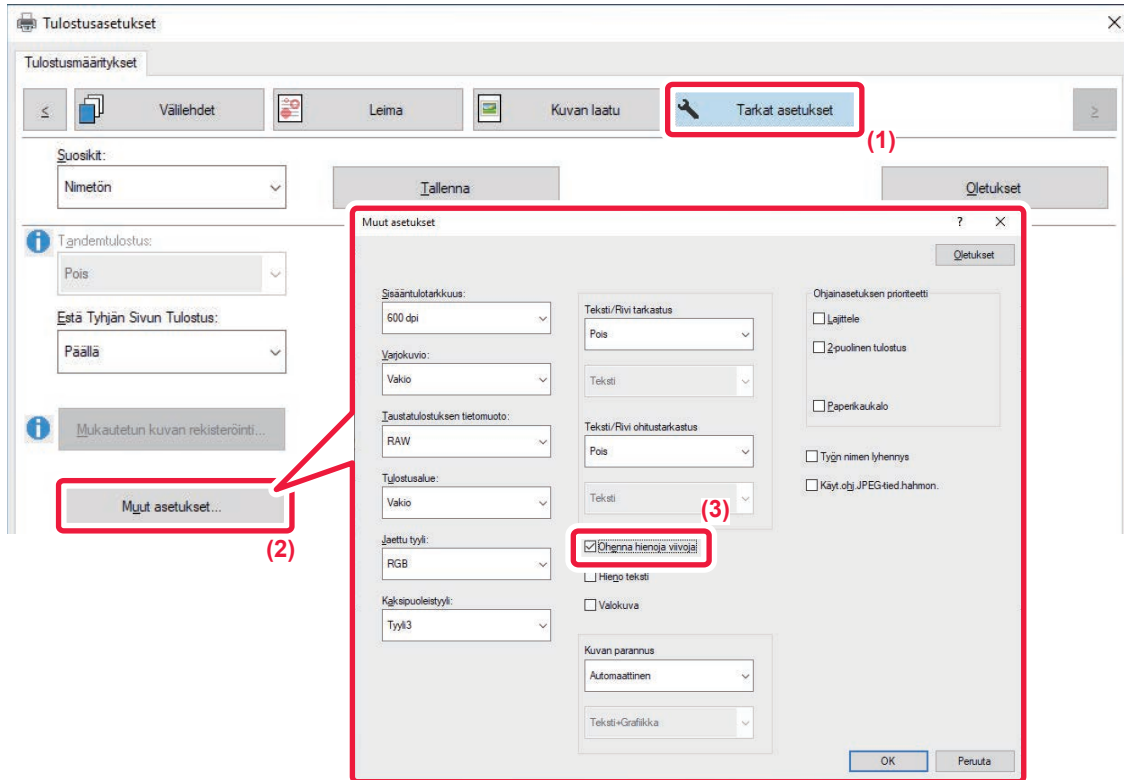 Tulostusasetukset
Tulostusmääritykset
<
Välilehdet
Leima
Kuvan laatu
Tarkat asetukset
>
(1)
Suosikit:
Nimetön
Tallenna
Oletukset
Tandemtulostus:
Pois
Estä Tyhjän Sivun Tulostus:
Päällä
Mukautetun kuvan rekisteröinti...
Muut asetukset...
(2)
Muut asetukset
?
Oletukset
Sisääntulotarkkuus:
600 dpi
Varjokuvio:
Vakio
Taustatulostuksen tietomuoto:
RAW
Tulostusalue:
Vakio
Jaettu tyyli:
RGB
Kaksipuoleistyyli:
Tyyli3
Teksti/Rivi tarkastus
Pois
Teksti
Teksti/Rivi ohitustarkastus
Pois
Teksti
(3)
Ohenna hienoja viivoja
Hieno teksti
Valokuva
Kuvan parannus
Automaattinen
Teksti+Grafiikka
Ohjainasetuksen prioriteetti
Lajittele
2-puolinen tulostus
Paperikaukalo
Työn nimen lyhennys
Käyt.ohj.JPEG-tied.hahmon.
OK
Peruuta